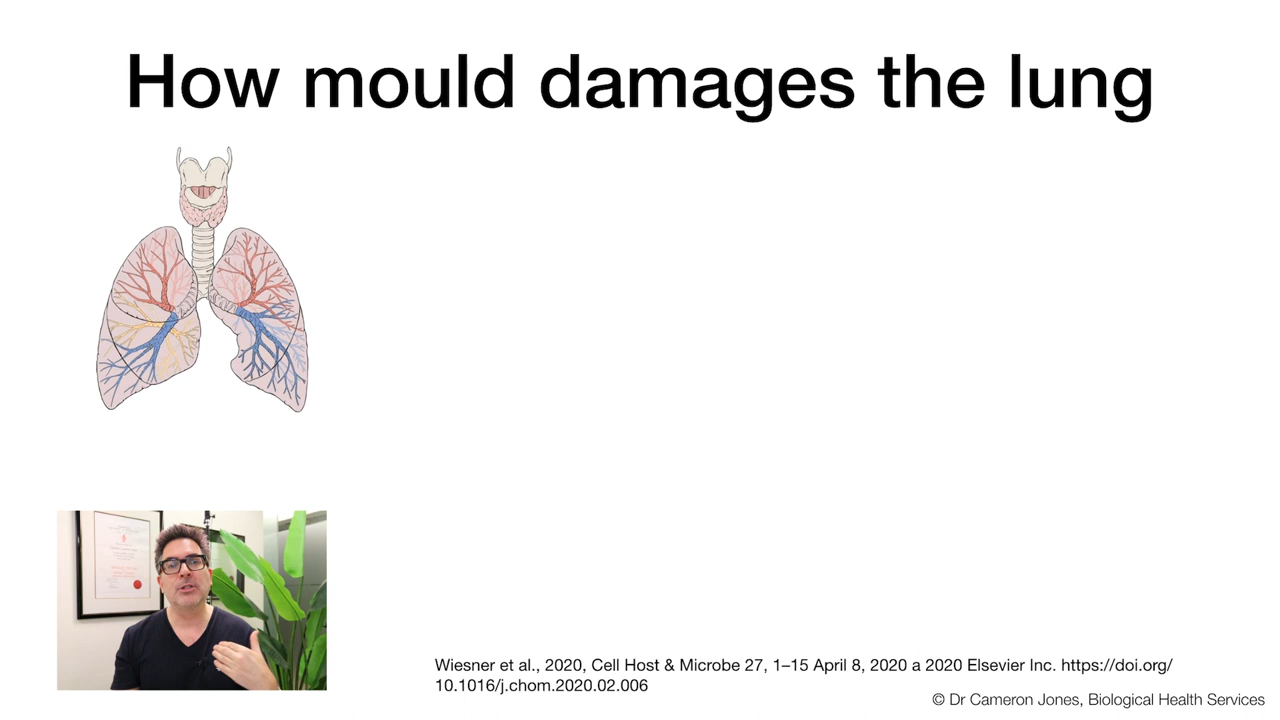 How mould damages the lung
Wiesner et al., 2020, Cell Host & Microbe 27, 1–15 April 8, 2020 a 2020 Elsevier Inc. https://doi.org/
10.1016/j.chom.2020.02.006
© Dr Cameron Jones, Biological Health Services